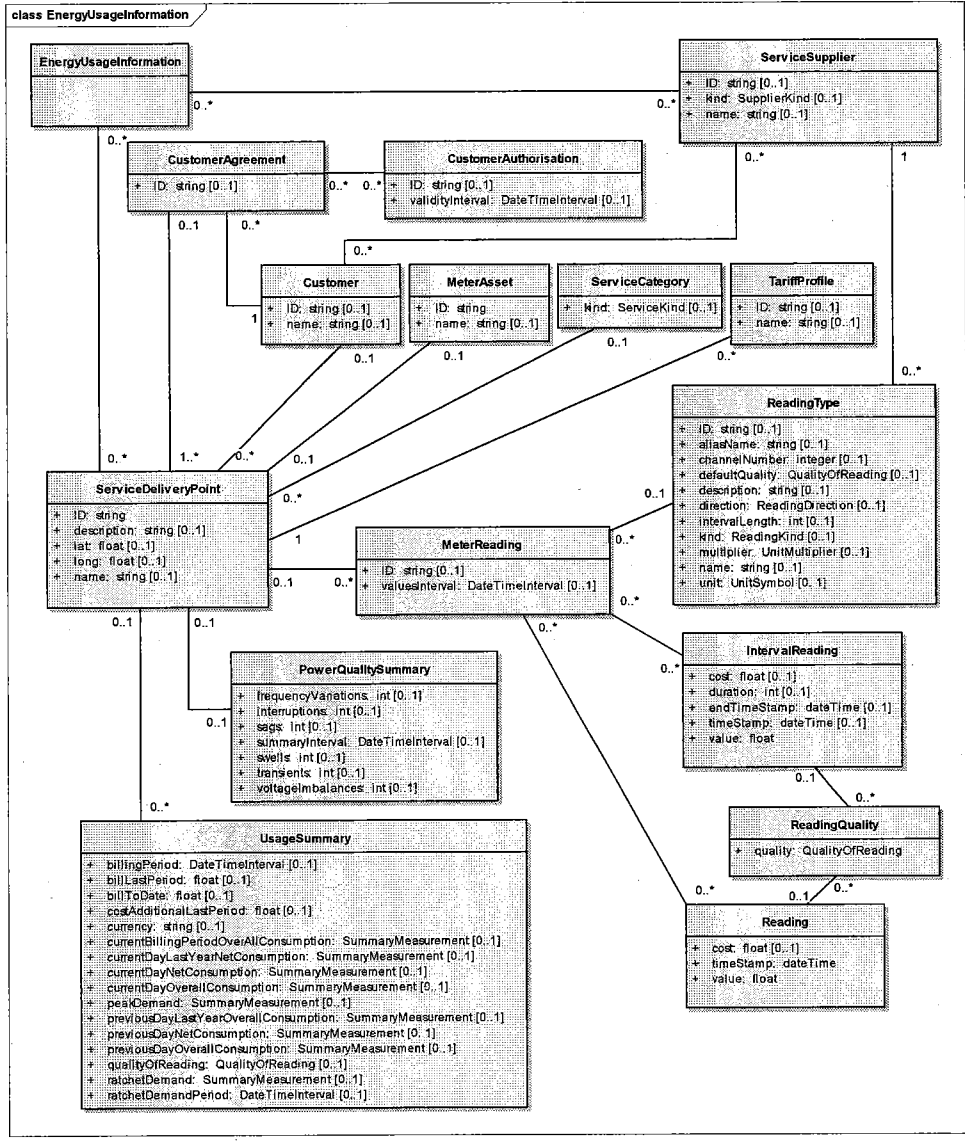 class EnergyUsageInformation
EnergyUsageInformation
ServiceSupplier
+ ID: string [0..1]
+ kind: SupplierKind [0..1]
+ name: string [0..1]
0..*
0..*
0..*
0..*
1
CustomerAgreement
+ ID: string [0..1]
0..*
0..*
CustomerAuthorisation
+ ID: string [0..1]
+ validityInterval: DateTimeInterval [0..1]
0..1
0..*
0..*
Customer
+ ID: string [0..1]
+ name: string [0..1]
MeterAsset
+ ID: string
+ name: string [0..1]
ServiceCategory
+ kind: ServiceKind [0..1]
TariffProfile
+ ID: string [0..1]
+ name: string [0..1]
1
0..1
0..1
0..1
0..*
0..*
ReadingType
+ ID: string [0..1]
+ aliasName: string [0..1]
+ channelNumber: integer [0..1]
+ defaultQuality: QualityOfReading [0..1]
+ description: string [0..1]
+ direction: ReadingDirection [0..1]
+ intervalLength: int [0..1]
+ kind: ReadingKind [0..1]
+ multiplier: UnitMultiplier [0..1]
+ name: string [0..1]
+ unit: UnitSymbol [0..1]
0..*
1..*
0..*
0..1
0..*
1
0..1
ServiceDeliveryPoint
+ ID: string
+ description: string [0..1]
+ lat: float [0..1]
+ long: float [0..1]
+ name: string [0..1]
MeterReading
+ ID: string [0..1]
+ valuesInterval: DateTimeInterval [0..1]
0..*
0..1
0..*
0..*
0..1
0..1
0..*
0..*
IntervalReading
+ cost: float [0..1]
+ duration: int [0..1]
+ endTimeStamp: dateTime [0..1]
+ timeStamp: dateTime [0..1]
+ value: float
PowerQualitySummary
+ frequencyVariations: int [0..1]
+ interruptions: int [0..1]
+ sags: int [0..1]
+ summaryInterval: DateTimeInterval [0..1]
+ swells: int [0..1]
+ transients: int [0..1]
+ voltageImbalances: int [0..1]
0..1
0..1
0..*
0..*
ReadingQuality
+ quality: QualityOfReading
UsageSummary
+ billingPeriod: DateTimeInterval [0..1]
+ billLastPeriod: float [0..1]
+ billToDate: float [0..1]
+ costAdditionalLastPeriod: float [0..1]
+ currency: string [0..1]
+ currentBillingPeriodOverAllConsumption: SummaryMeasurement [0..1]
+ currentDayLastYearNetConsumption: SummaryMeasurement [0..1]
+ currentDayNetConsumption: SummaryMeasurement [0..1]
+ currentDayOverallConsumption: SummaryMeasurement [0..1]
+ peakDemand: SummaryMeasurement [0..1]
+ previousDayLastYearOverallConsumption: SummaryMeasurement [0..1]
+ previousDayNetConsumption: SummaryMeasurement [0..1]
+ previousDayOverallConsumption: SummaryMeasurement [0..1]
+ qualityOfReading: QualityOfReading [0..1]
+ ratchetDemand: SummaryMeasurement [0..1]
+ ratchetDemandPeriod: DateTimeInterval [0..1]
0..*
0..1
0..*
Reading
+ cost: float [0..1]
+ timeStamp: dateTime
+ value: float